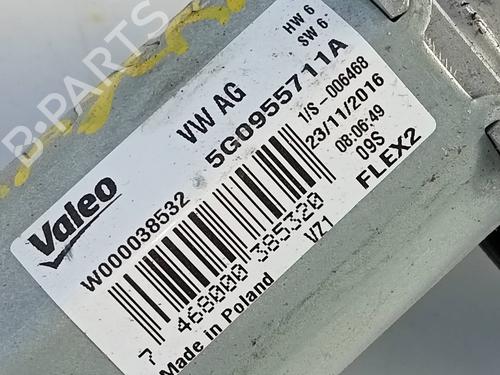 B-PARTS
Valeo
W000038532
VW AG
5G0955711A
HW 6
SW 6
1/S-006468
23/11/2016
08:06:49
09S
FLEX2
7 468000 385320
VZ1
Made in Poland